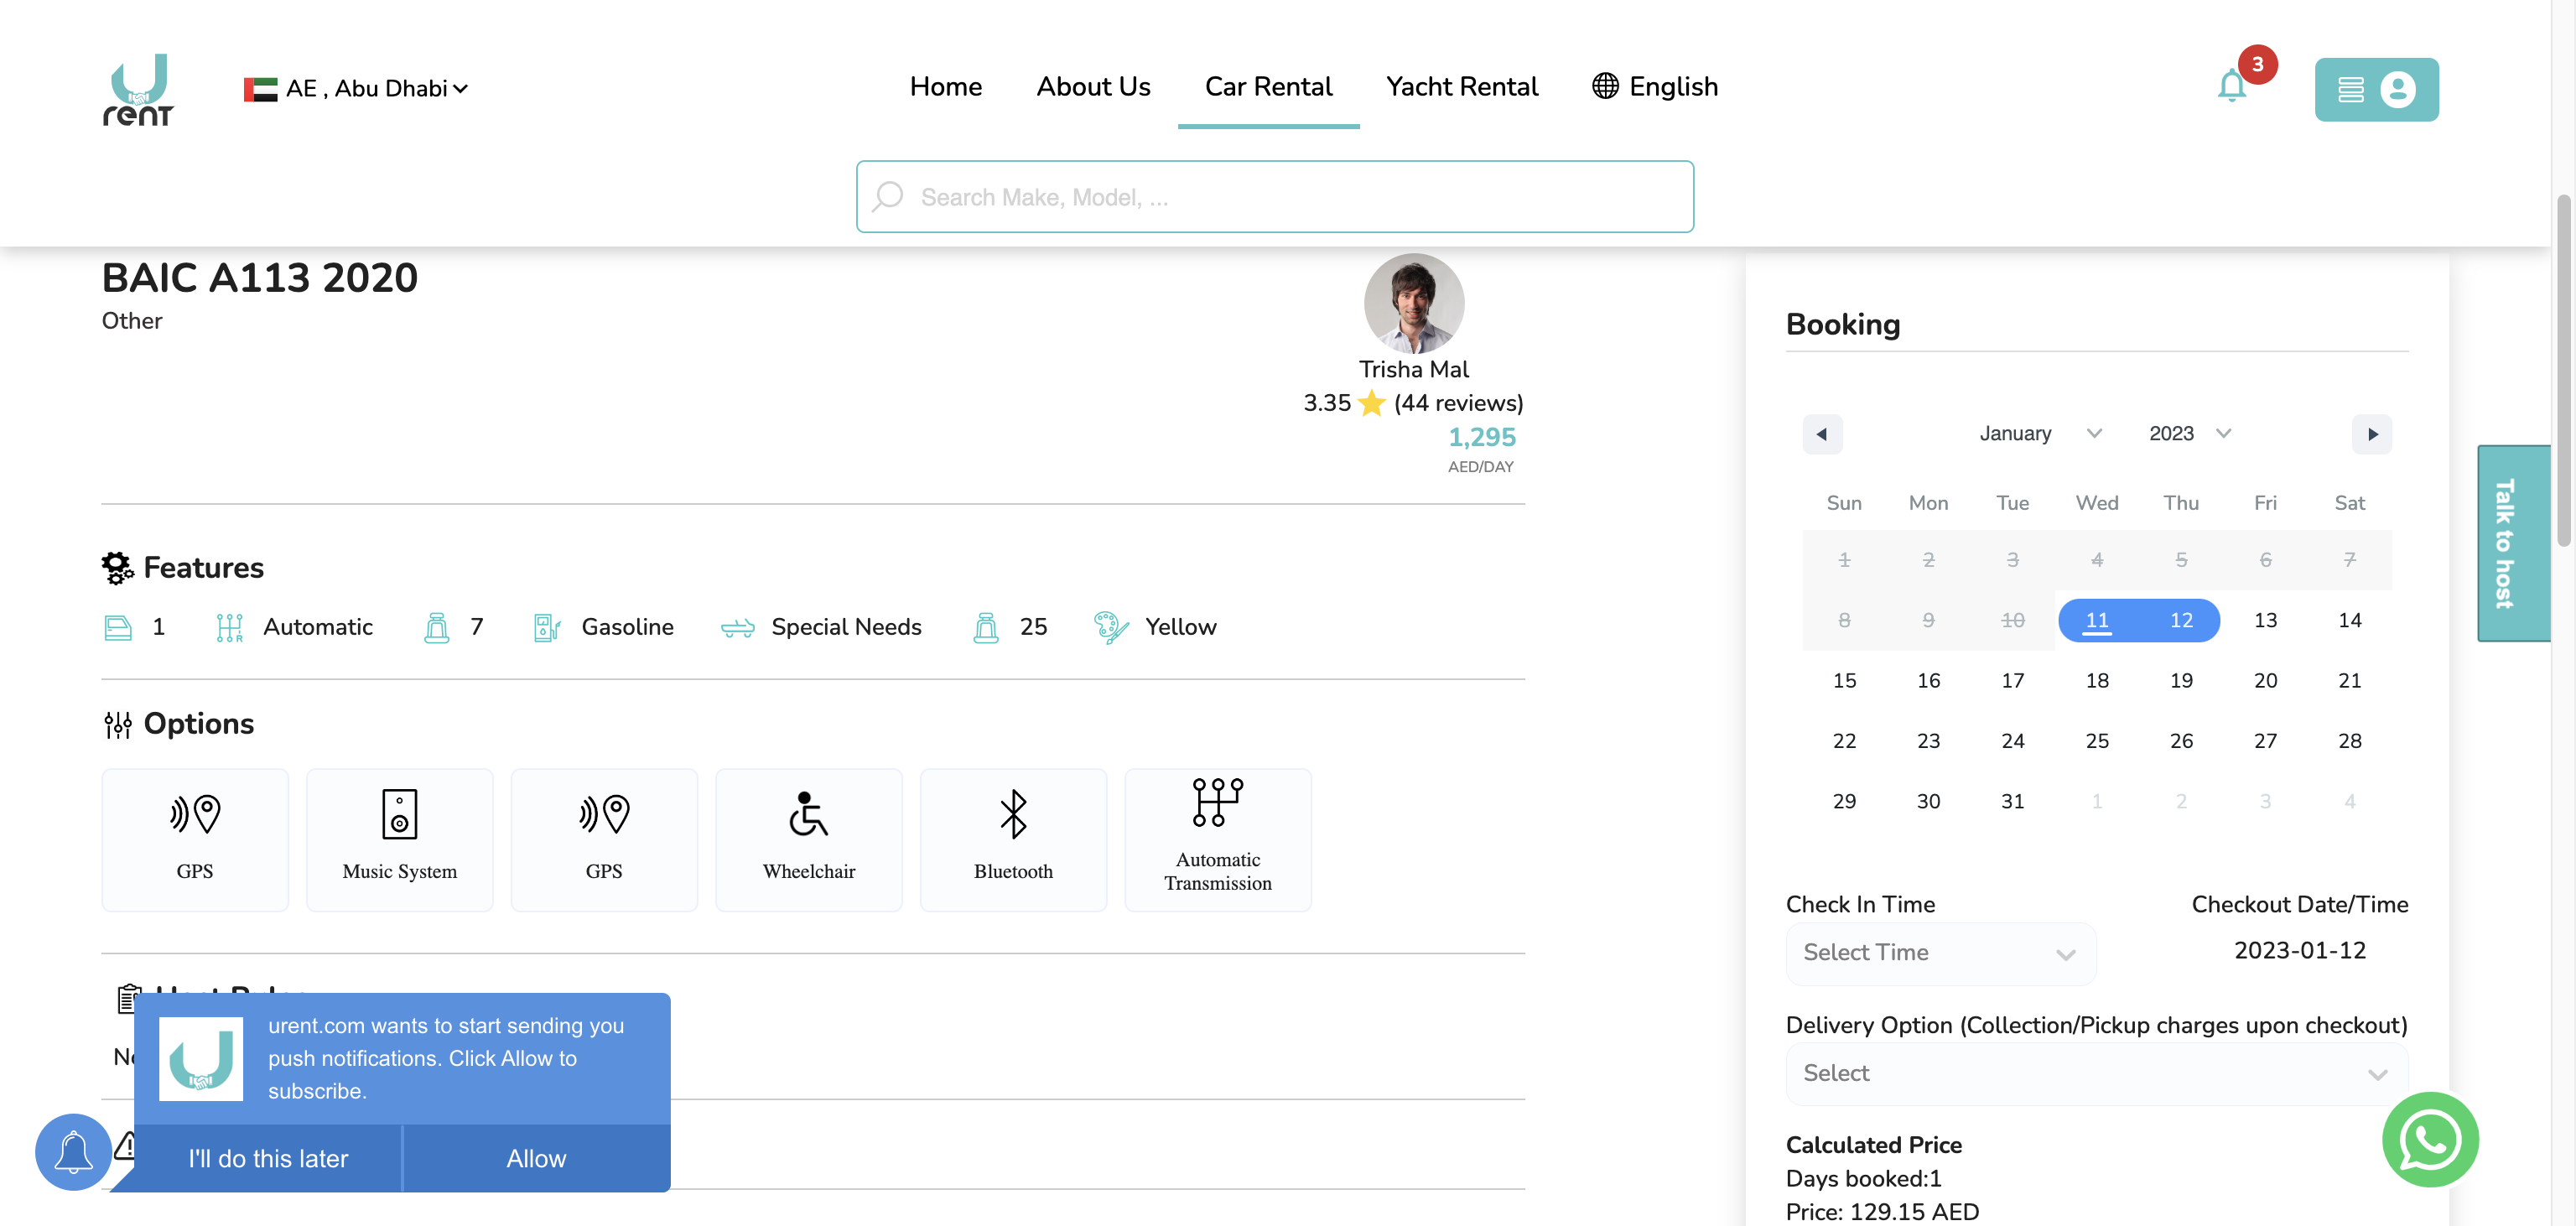 U
rent
AE , Abu Dhabi
Home
About Us
Car Rental
Yacht Rental
English
3
Search Make, Model, ...
BAIC A113 2020
Other
Trisha Mal
3.35 (44 reviews)
1,295
AED/DAY
Features
1
Automatic
7
Gasoline
Special Needs
25
Yellow
Options
GPS
Music System
GPS
Wheelchair
Bluetooth
Automatic
Transmission
urent.com wants to start sending you
push notifications. Click Allow to
subscribe.
I'll do this later
Allow
Booking
January
2023
Sun Mon Tue Wed Thu Fri Sat
1 2 3 4 5 6 7
8 9 10 11 12 13 14
15 16 17 18 19 20 21
22 23 24 25 26 27 28
29 30 31 1 2 3 4
Check In Time
Select Time
Checkout Date/Time
2023-01-12
Delivery Option (Collection/Pickup charges upon checkout)
Select
Calculated Price
Days booked:1
Price: 129.15 AED
Talk to host